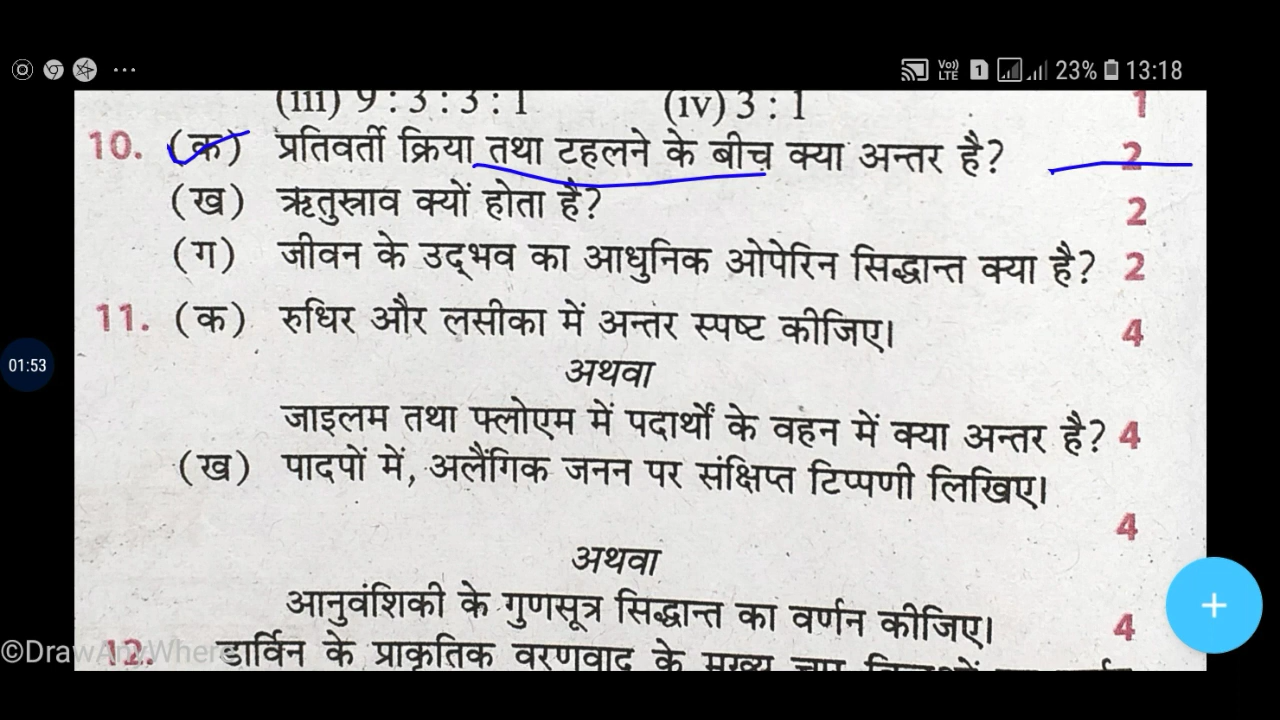 23% 13:18
(iii) 9 : 3 : 3 : 1 (iv) 3 : 1 1
10. (क) प्रतिवर्ती क्रिया तथा टहलने के बीच क्या अन्तर है? 2
(ख) ऋतुस्राव क्यों होता है? 2
(ग) जीवन के उद्भव का आधुनिक ओपेरिन सिद्धान्त क्या है? 2
11. (क) रुधिर और लसीका में अन्तर स्पष्ट कीजिए। 4
01:53
अथवा
जाइलम तथा फ्लोएम में पदार्थों के वहन में क्या अन्तर है? 4
(ख) पादपों में, अलैंगिक जनन पर संक्षिप्त टिप्पणी लिखिए।
4
अथवा
आनुवंशिकी के गुणसूत्र सिद्धान्त का वर्णन कीजिए। 4
©DrawAnyWhere
12. डार्विन के प्राकृतिक वरणवाद के मुख्य